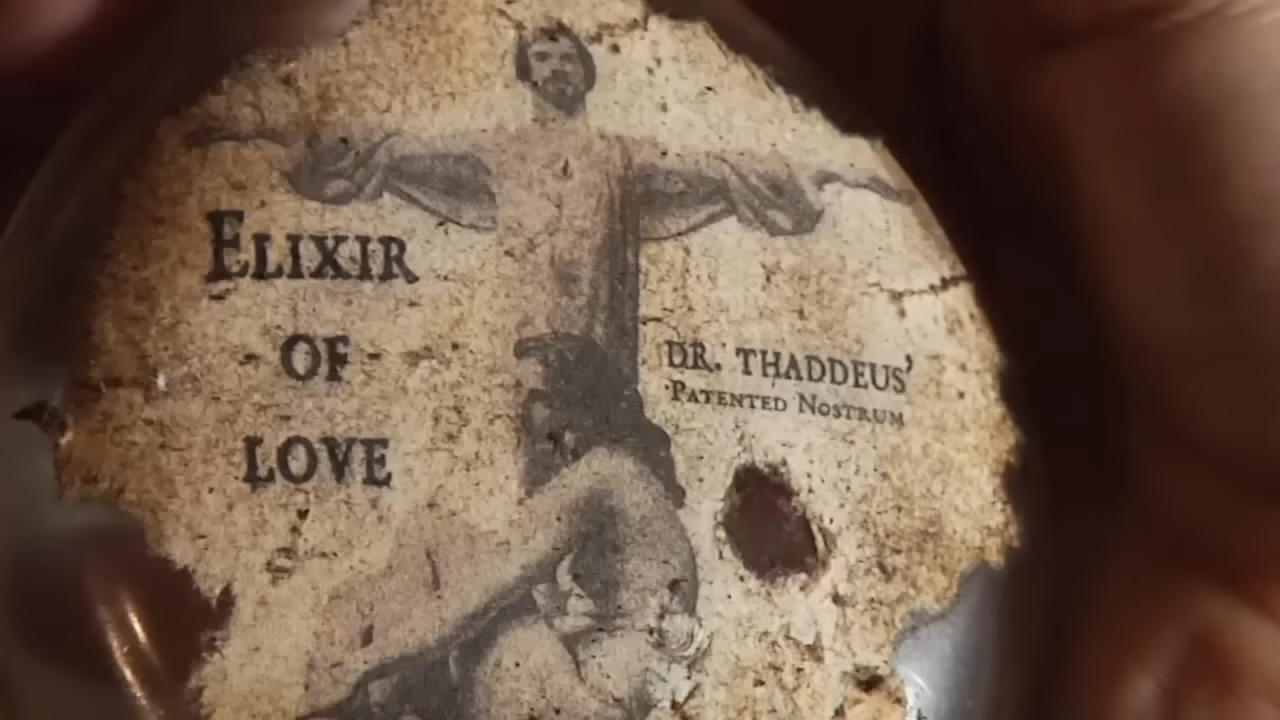 ELIXIR
OF
LOVE
DR. THADDEUS'
PATENTED NOSTRUM